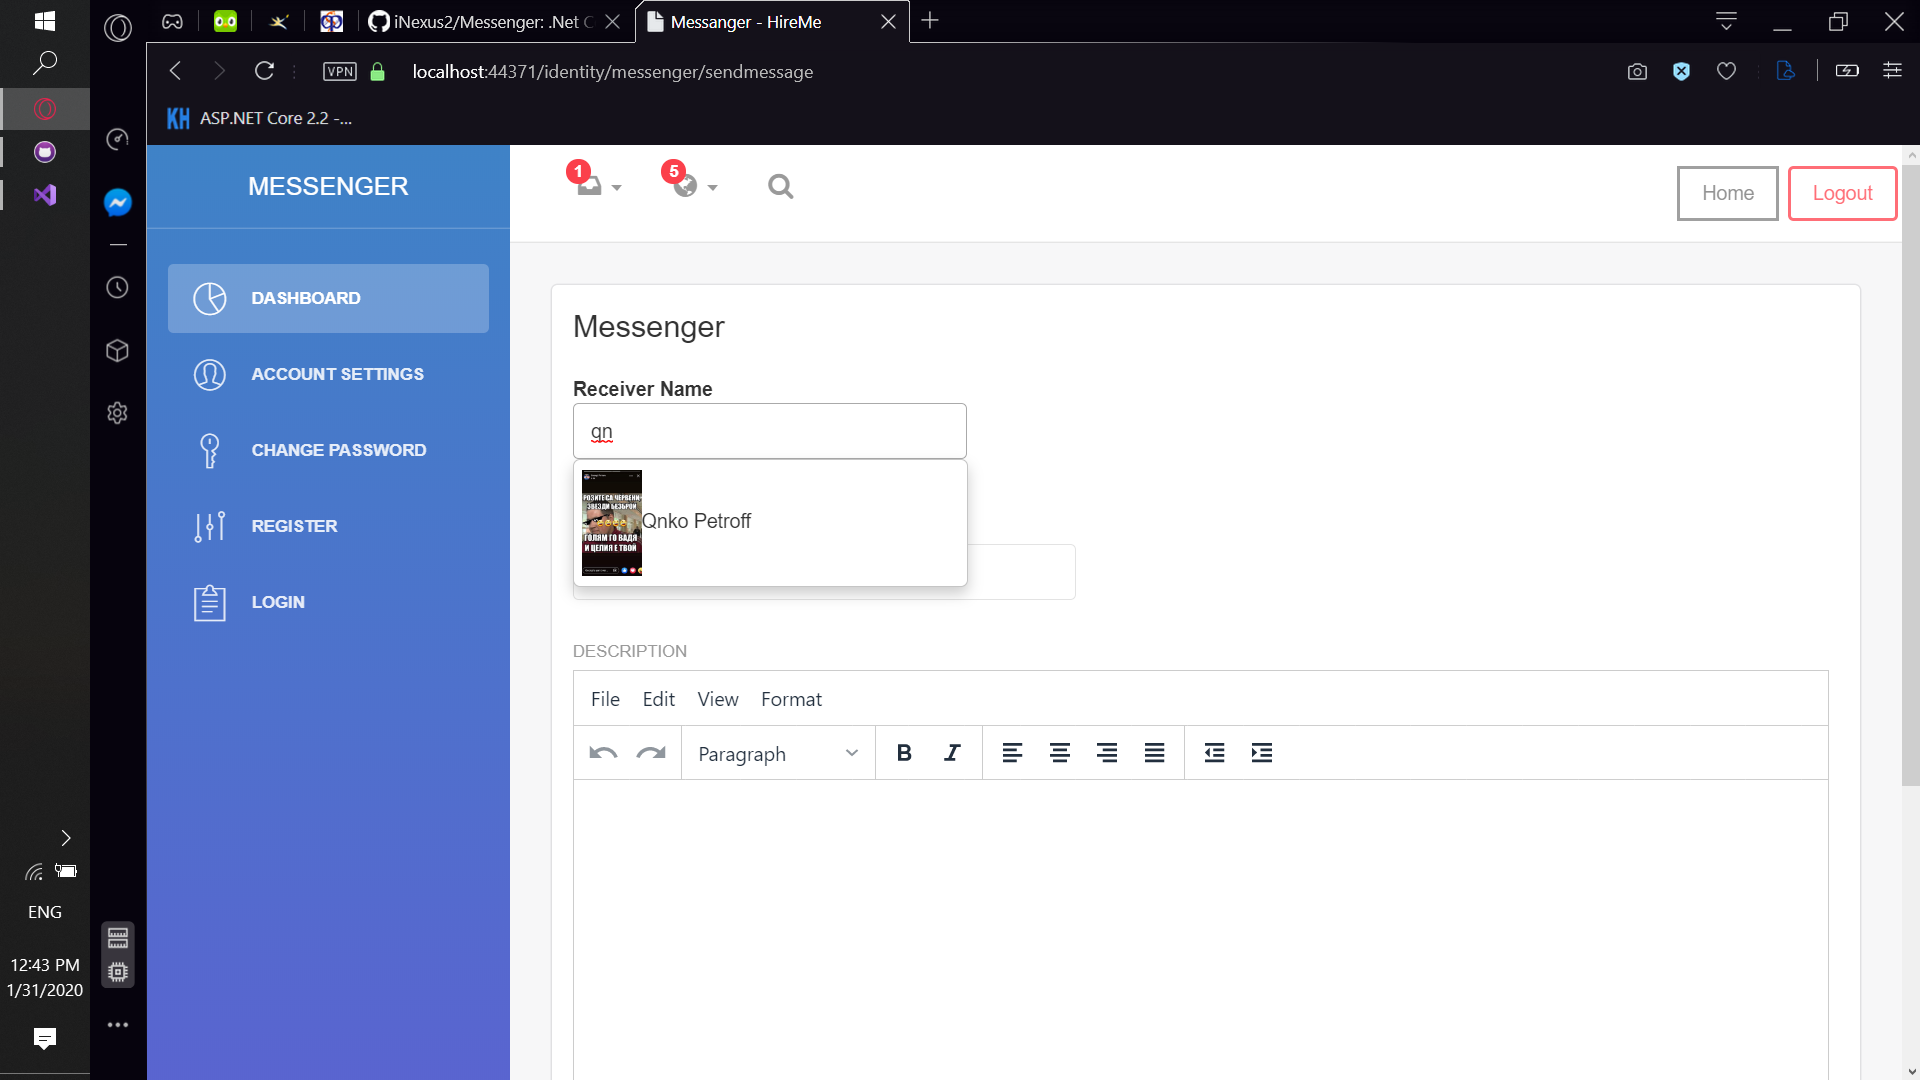 iNexus2/Messenger: .Net C
Messanger - HireMe
VPN
localhost:44371/identity/messenger/sendmessage
KH ASP.NET Core 2.2 -...
MESSENGER
1
5
Home
Logout
DASHBOARD
ACCOUNT SETTINGS
CHANGE PASSWORD
REGISTER
LOGIN
Messenger
Receiver Name
qn
РОЗИТЕ СА ЧЕРВЕНИ
ЗВЕЗДИ БЕЗБРОЙ
ГОЛЯМ ГО ВАДЯ
И ЦЕЛИЯ Е ТВОЙ
Qnko Petroff
DESCRIPTION
File Edit View Format
Paragraph
B I
ENG
12:43 PM
1/31/2020